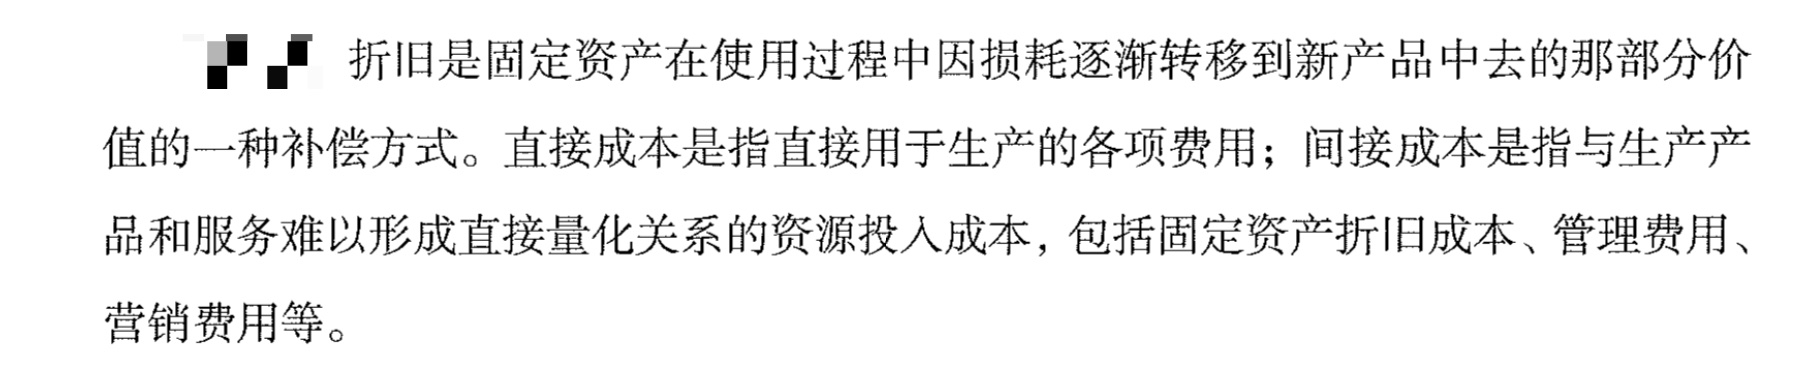 折旧是固定资产在使用过程中因损耗逐渐转移到新产品中去的那部分价
值的一种补偿方式。直接成本是指直接用于生产的各项费用；间接成本是指与生产产
品和服务难以形成直接量化关系的资源投入成本，包括固定资产折旧成本、管理费用、
营销费用等。